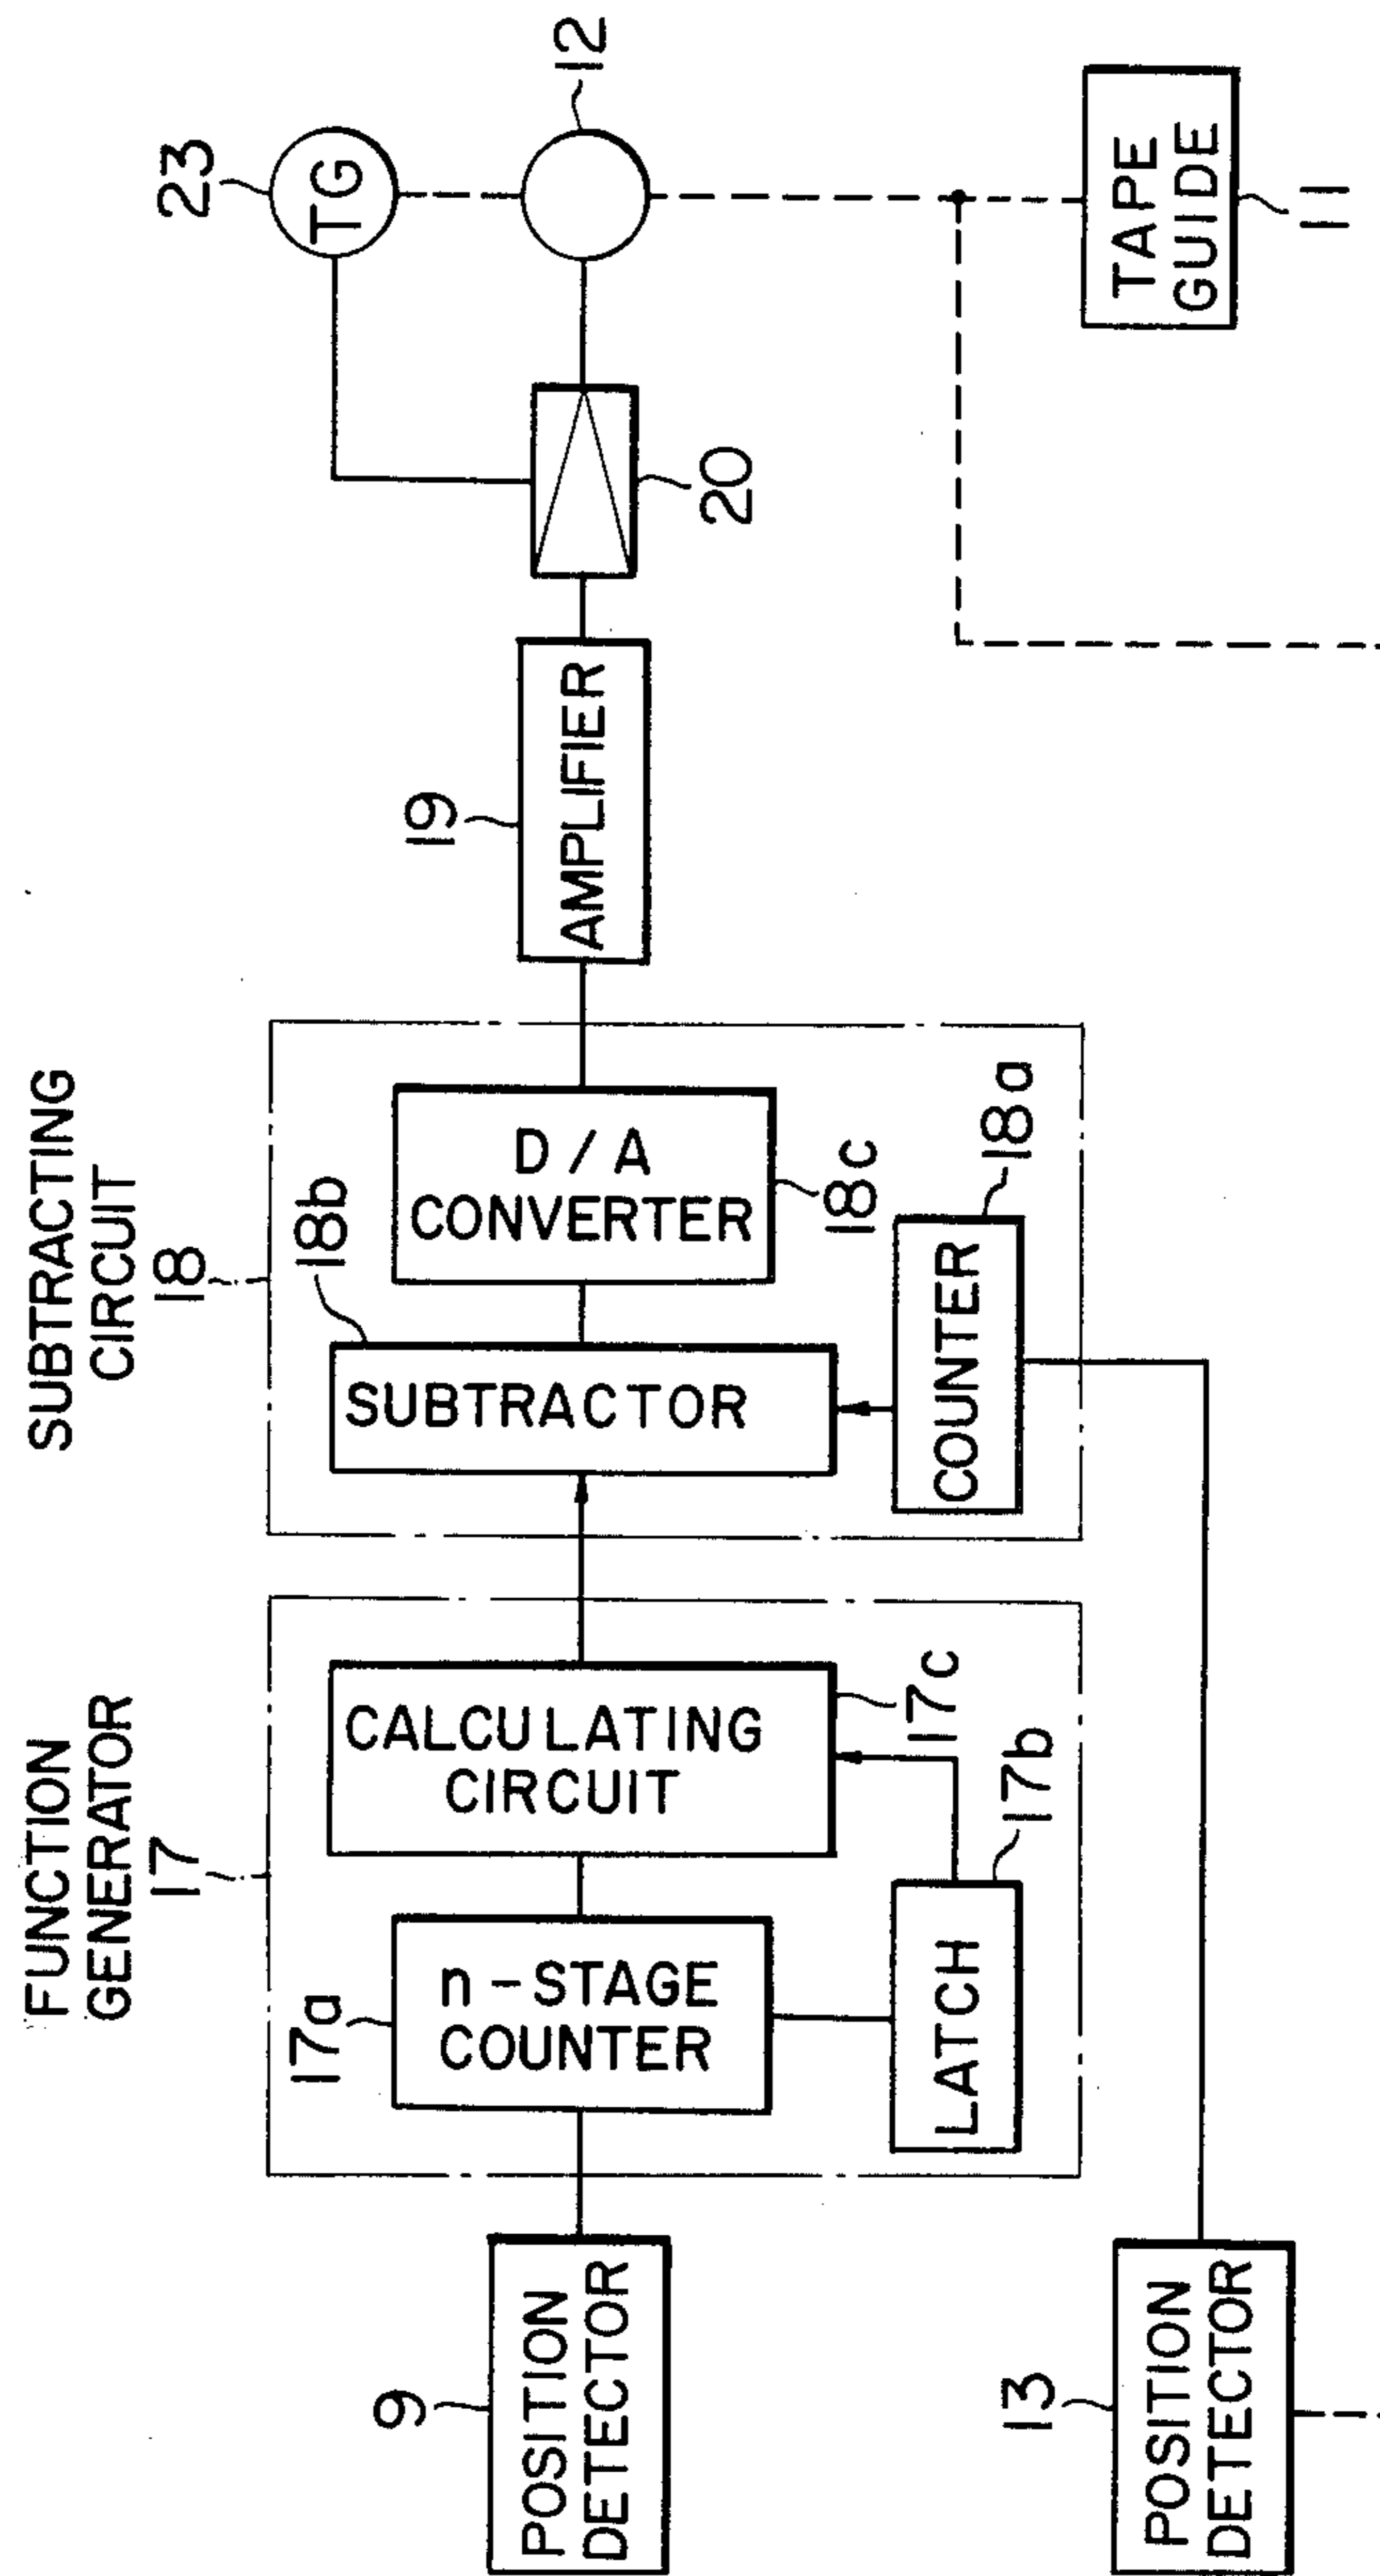 FUNCTION
GENERATOR
17
SUBTRACTING
CIRCUIT
18
9
POSITION
DETECTOR
17a
n-STAGE
COUNTER
CALCULATING
CIRCUIT
17c
LATCH
17b
18b
SUBTRACTOR
D/A
CONVERTER
18c
COUNTER
18a
19
AMPLIFIER
20
23
TG
12
TAPE
GUIDE
11
13
POSITION
DETECTOR